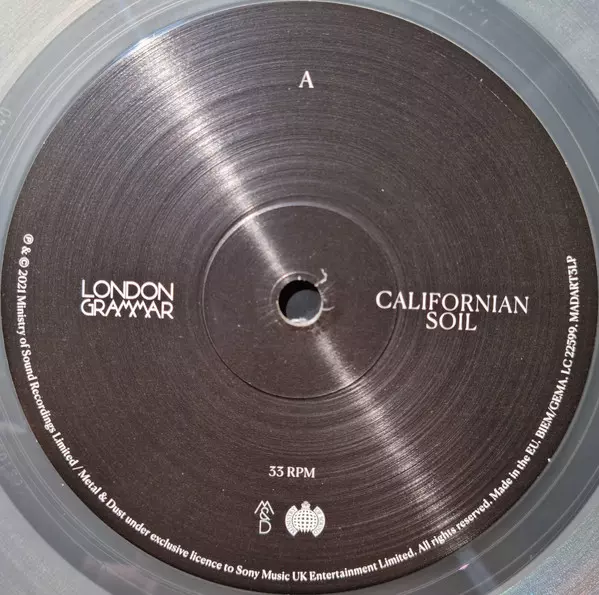 A
LONDON
GRAMMAR
CALIFORNIAN
SOIL
33 RPM
M&D
℗ & © 2021 Ministry of Sound Recordings Limited / Metal & Dust under exclusive licence to Sony Music UK Entertainment Limited. All rights reserved. Made in the EU. BIEM/GEMA. LC 22599. MADART3LP